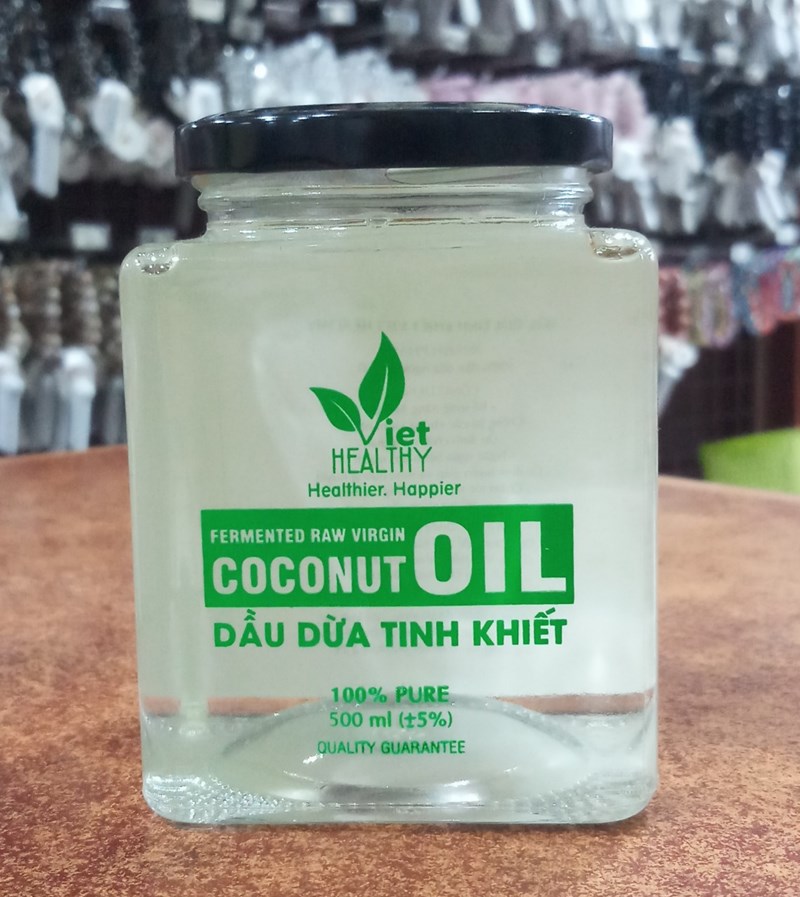 Viet
HEALTHY
Healthier. Happier
FERMENTED RAW VIRGIN
COCONUT OIL
DẦU DỪA TINH KHIẾT
100% PURE
500 ml (±5%)
QUALITY GUARANTEE